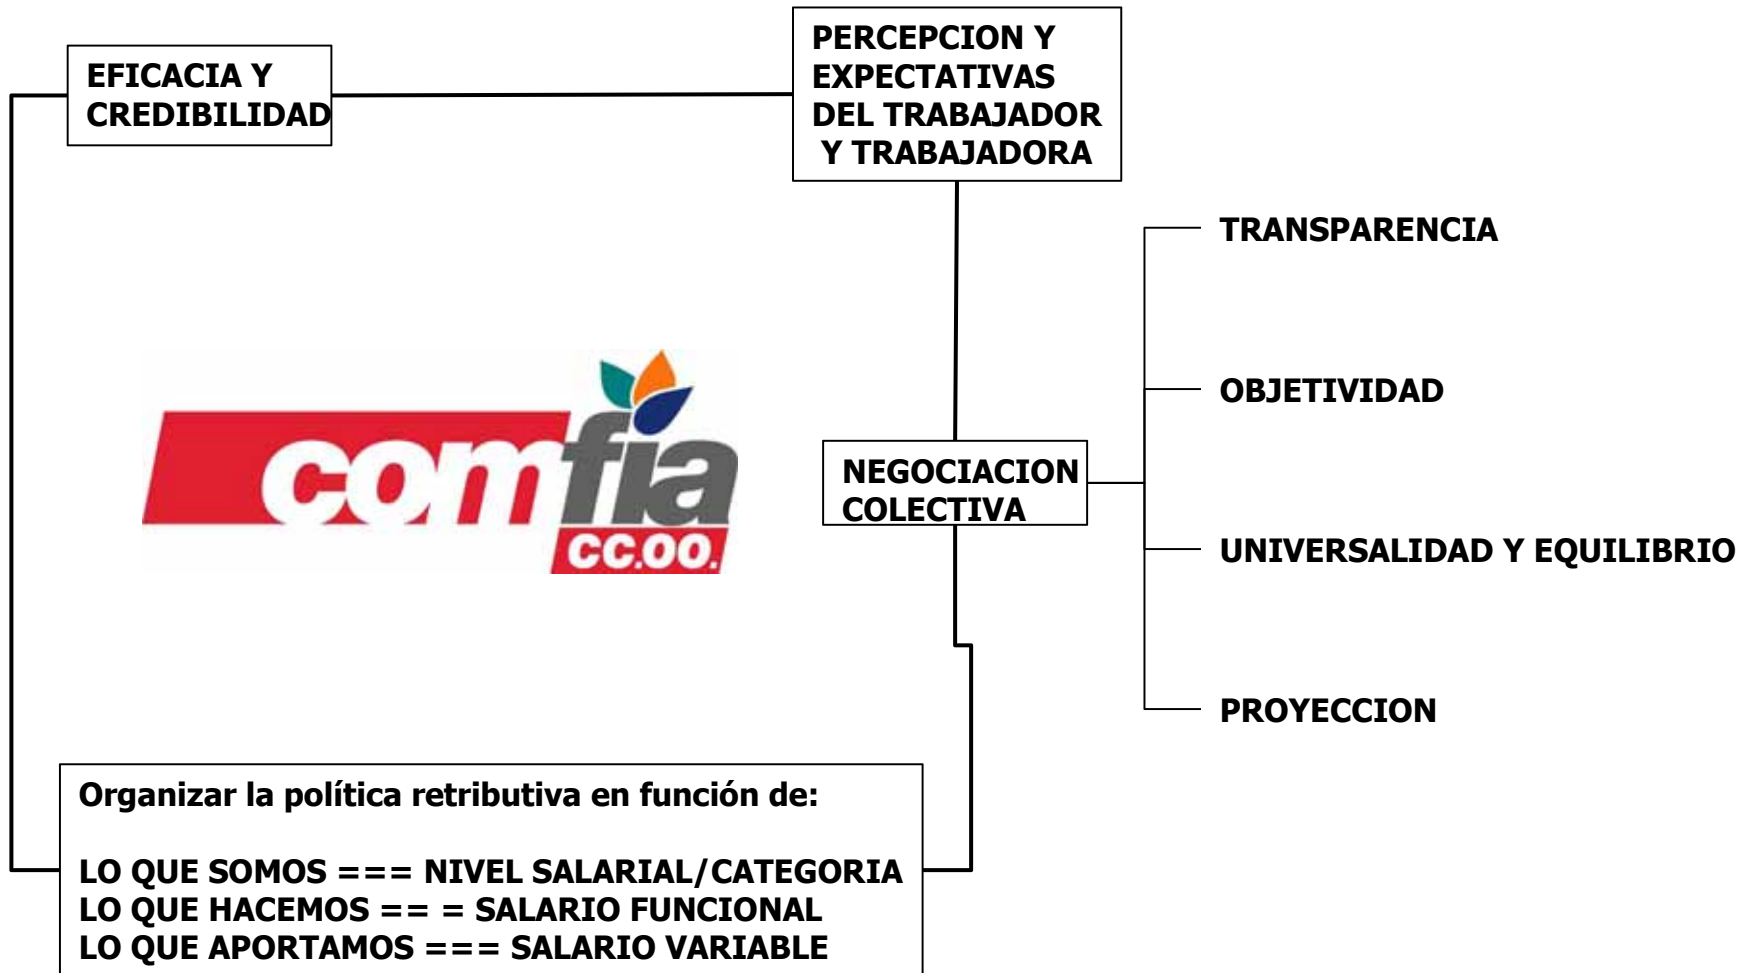 EFICACIA Y
CREDIBILIDAD
PERCEPCION Y
EXPECTATIVAS
DEL TRABAJADOR
Y TRABAJADORA
TRANSPARENCIA
OBJETIVIDAD
comfia
CC.OO.
NEGOCIACION
COLECTIVA
UNIVERSALIDAD Y EQUILIBRIO
PROYECCION
Organizar la política retributiva en función de:
LO QUE SOMOS === NIVEL SALARIAL/CATEGORIA
LO QUE HACEMOS == = SALARIO FUNCIONAL
LO QUE APORTAMOS === SALARIO VARIABLE